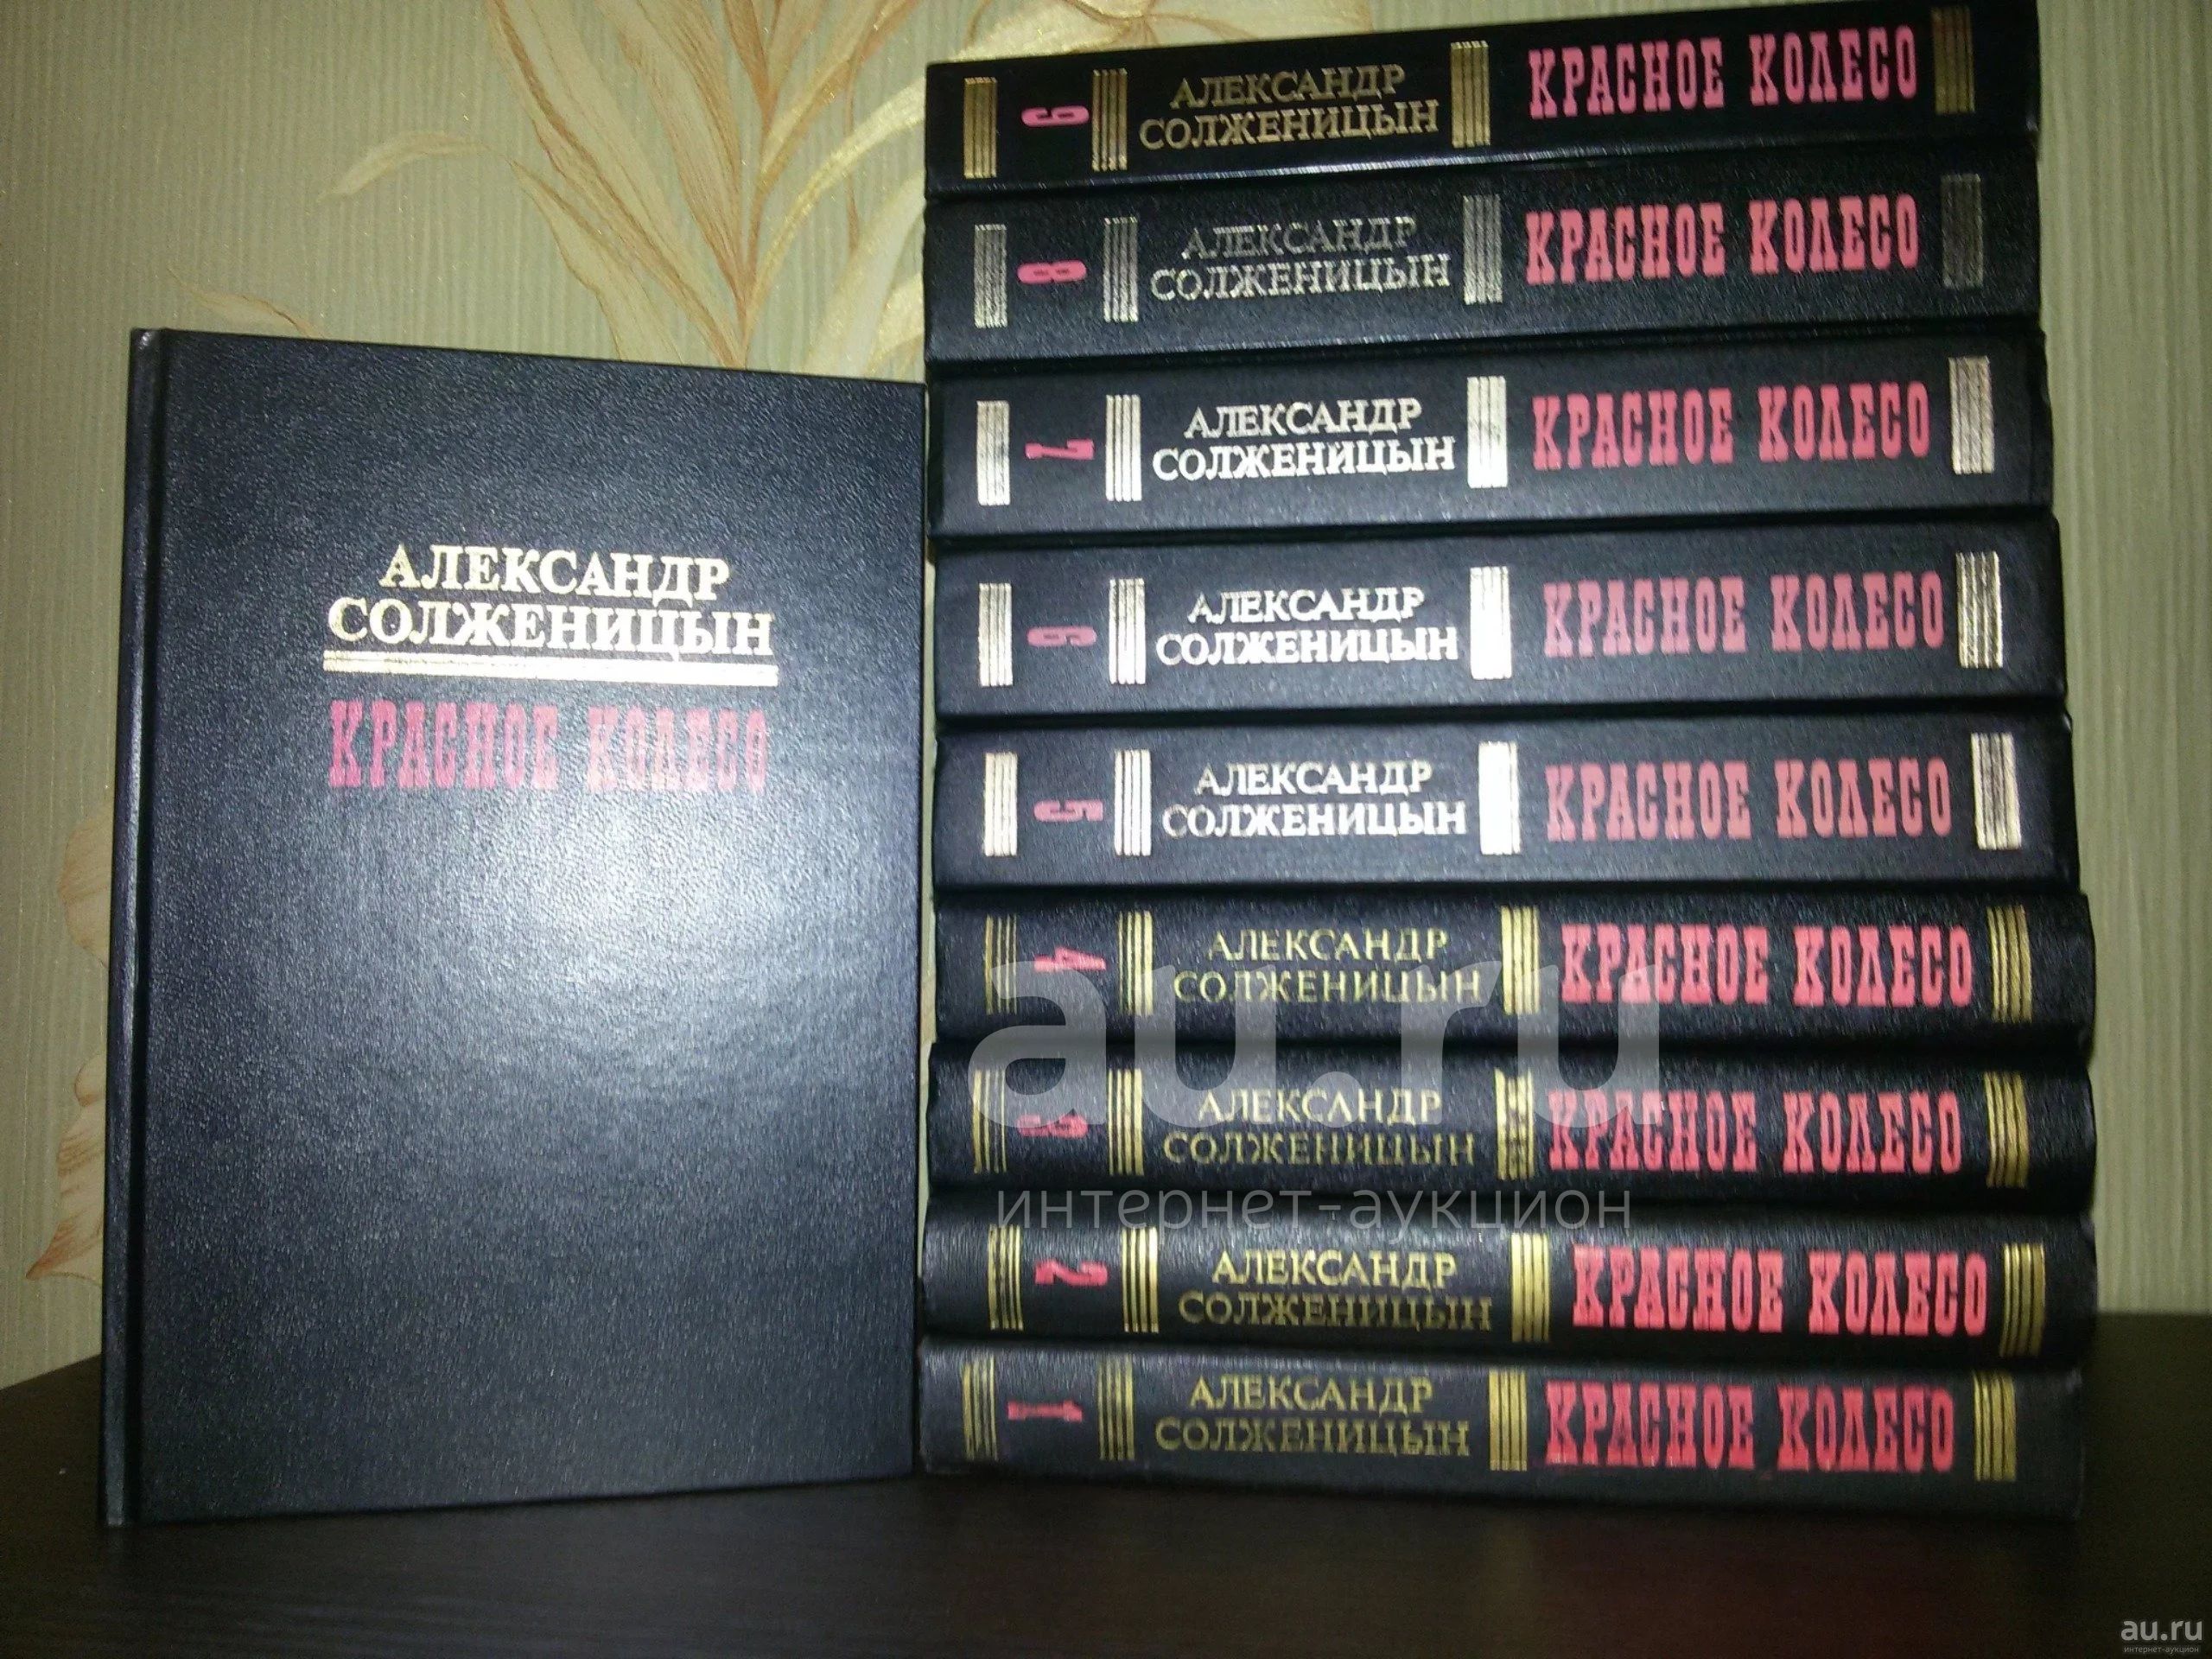 АЛЕКСАНДР
СОЛЖЕНИЦЫН
КРАСНОЕ КОЛЕСО
9
АЛЕКСАНДР
СОЛЖЕНИЦЫН
КРАСНОЕ КОЛЕСО
8
АЛЕКСАНДР
СОЛЖЕНИЦЫН
КРАСНОЕ КОЛЕСО
7
АЛЕКСАНДР
СОЛЖЕНИЦЫН
КРАСНОЕ КОЛЕСО
6
АЛЕКСАНДР
СОЛЖЕНИЦЫН
КРАСНОЕ КОЛЕСО
5
АЛЕКСАНДР
СОЛЖЕНИЦЫН
КРАСНОЕ КОЛЕСО
4
АЛЕКСАНДР
СОЛЖЕНИЦЫН
КРАСНОЕ КОЛЕСО
3
АЛЕКСАНДР
СОЛЖЕНИЦЫН
КРАСНОЕ КОЛЕСО
2
АЛЕКСАНДР
СОЛЖЕНИЦЫН
КРАСНОЕ КОЛЕСО
1
АЛЕКСАНДР
СОЛЖЕНИЦЫН
КРАСНОЕ КОЛЕСО
au.ru
интернет-аукцион
au.ru
интернет-аукцион